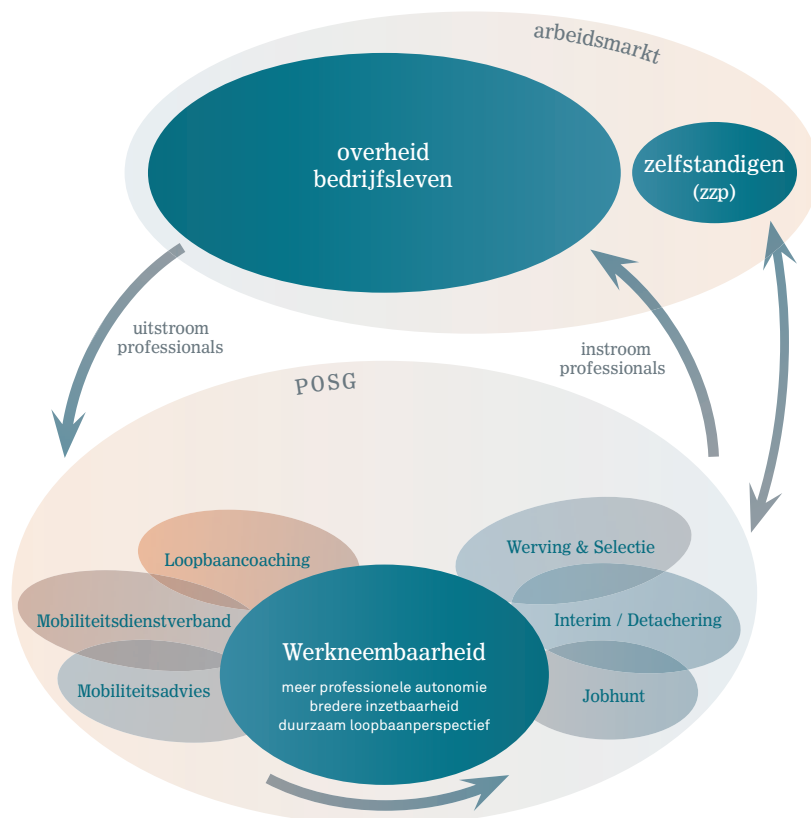 arbeidsmarkt
overheid
bedrijfsleven
zelfstandigen
(zzp)
uitstroom
professionals
instroom
professionals
POSG
Loopbaancoaching
Werving & Selectie
Mobiliteitsdienstverband
Interim / Detachering
Mobiliteitsadvies
Jobhunt
Werkneembaarheid
meer professionele autonomie
bredere inzetbaarheid
duurzaam loopbaanperspectief